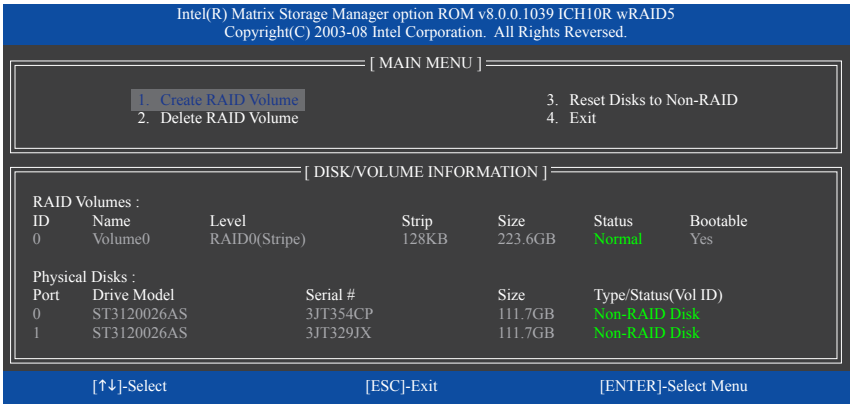 Intel(R) Matrix Storage Manager option ROM v8.0.0.1039 ICH10R wRAID5
Copyright(C) 2003-08 Intel Corporation.  All Rights Reversed.
[ MAIN MENU ]
1. Create RAID Volume 3. Reset Disks to Non-RAID
2. Delete RAID Volume 4. Exit
[ DISK/VOLUME INFORMATION ]
RAID Volumes :
ID Name Level Strip Size Status Bootable
0 Volume0 RAID0(Stripe) 128KB 223.6GB Normal Yes
Physical Disks :
Port Drive Model Serial # Size Type/Status(Vol ID)
0 ST3120026AS 3JT354CP 111.7GB Non-RAID Disk
1 ST3120026AS 3JT329JX 111.7GB Non-RAID Disk
[↑↓]-Select [ESC]-Exit [ENTER]-Select Menu